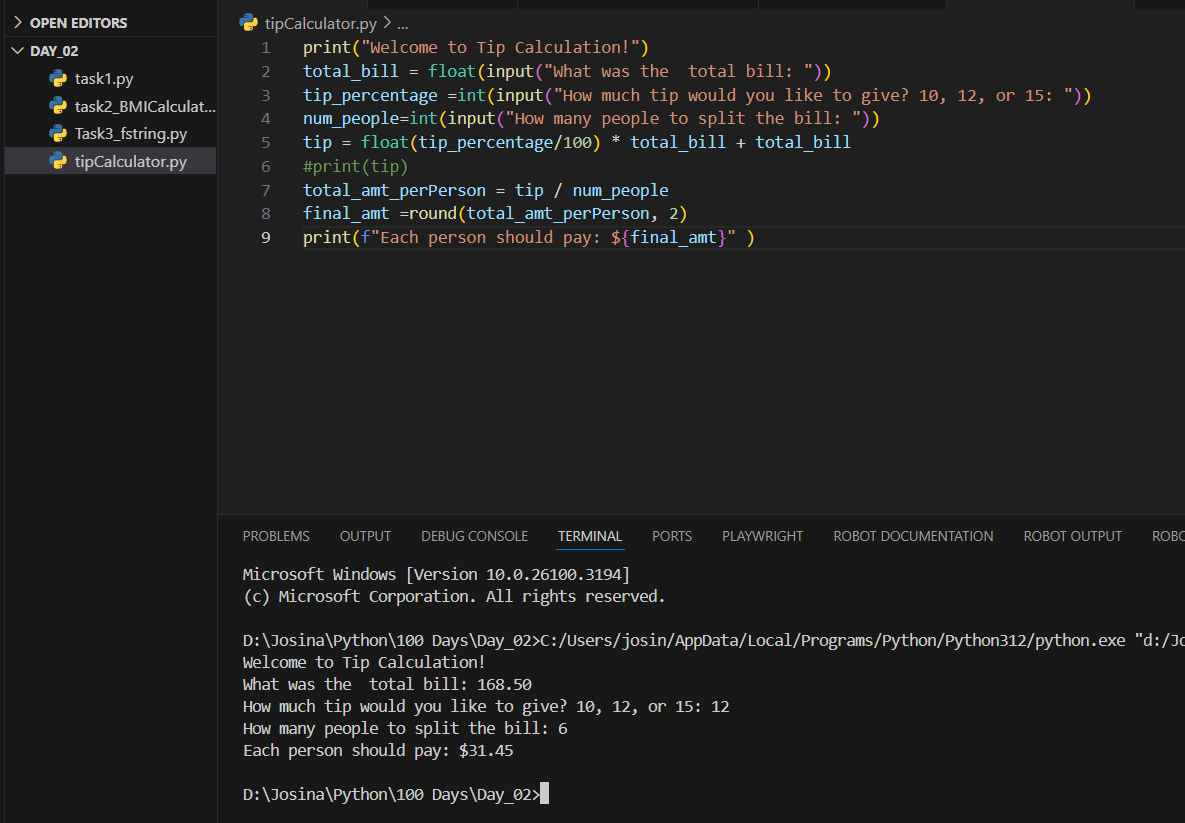 OPEN EDITORS
DAY_02
task1.py
task2_BMICalculat...
Task3_fstring.py
tipCalculator.py
tipCalculator.py > ...
1 print("Welcome to Tip Calculation!")
2 total_bill = float(input("What was the  total bill: "))
3 tip_percentage =int(input("How much tip would you like to give? 10, 12, or 15: "))
4 num_people=int(input("How many people to split the bill: "))
5 tip = float(tip_percentage/100) * total_bill + total_bill
6 #print(tip)
7 total_amt_perPerson = tip / num_people
8 final_amt =round(total_amt_perPerson, 2)
9 print(f"Each person should pay: ${final_amt}" )
PROBLEMS OUTPUT DEBUG CONSOLE TERMINAL PORTS PLAYWRIGHT ROBOT DOCUMENTATION ROBOT OUTPUT ROBO
Microsoft Windows [Version 10.0.26100.3194]
(c) Microsoft Corporation. All rights reserved.
D:\Josina\Python\100 Days\Day_02>C:/Users/josin/AppData/Local/Programs/Python/Python312/python.exe "d:/Jo
Welcome to Tip Calculation!
What was the  total bill: 168.50
How much tip would you like to give? 10, 12, or 15: 12
How many people to split the bill: 6
Each person should pay: $31.45
D:\Josina\Python\100 Days\Day_02>